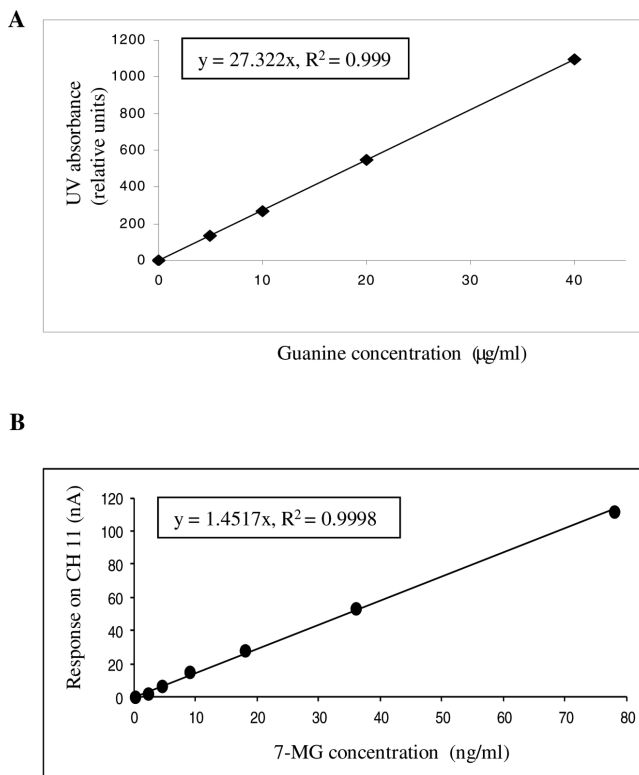 A
UV absorbance
(relative units)
1200
1000
800
600
400
200
0
y = 27.322x, R² = 0.999
0 10 20 30 40
Guanine concentration (μg/ml)
B
Response on CH 11 (nA)
120
100
80
60
40
20
0
y = 1.4517x, R² = 0.9998
0 10 20 30 40 50 60 70 80
7-MG concentration (ng/ml)